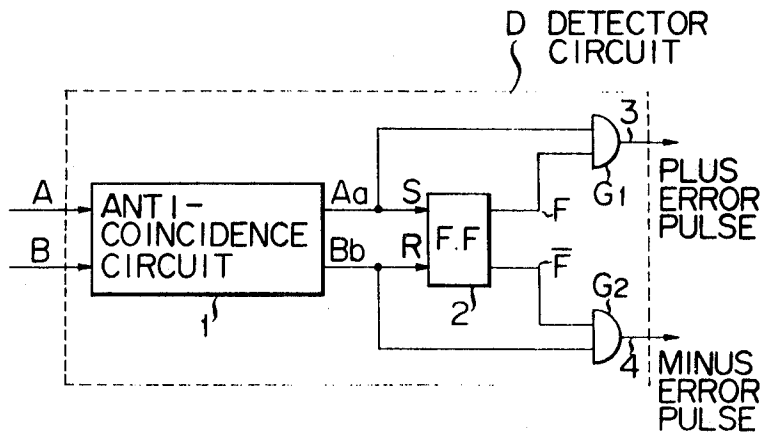 D DETECTOR
CIRCUIT
3
A
ANTI-
COINCIDENCE
CIRCUIT
Aa
S
F.F
F
G1
PLUS
ERROR
PULSE
B
Bb
R
F̅
G2
1
2
4
MINUS
ERROR
PULSE